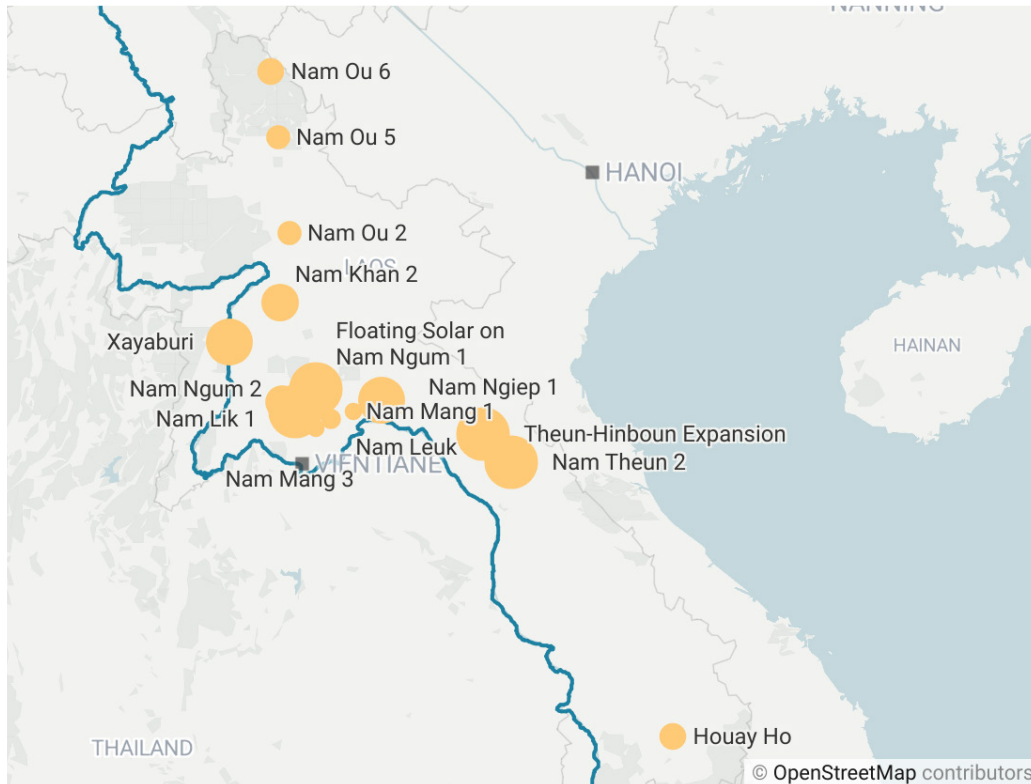 NANNING
Nam Ou 6
Nam Ou 5
HANOI
Nam Ou 2
LAOS
Nam Khan 2
Xayaburi
Floating Solar on
Nam Ngum 1
HAINAN
Nam Ngum 2
Nam Ngiep 1
Nam Lik 1
Nam Mang 1
Theun-Hinboun Expansion
Nam Leuk
VIENTIANE
Nam Theun 2
Nam Mang 3
THAILAND
Houay Ho
© OpenStreetMap contributors